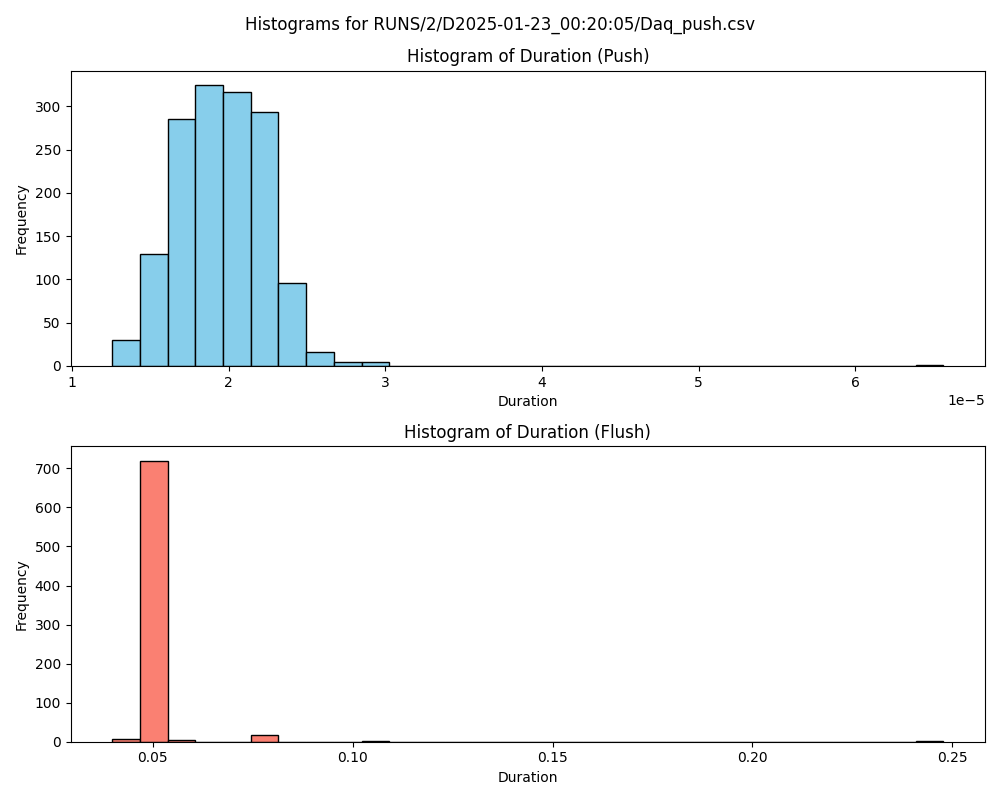 Histograms for RUNS/2/D2025-01-23_00:20:05/Daq_push.csv
Histogram of Duration (Push)
Frequency
300
250
200
150
100
50
0
1 2 3 4 5 6
1e−5
Duration
Histogram of Duration (Flush)
Frequency
700
600
500
400
300
200
100
0
0.05 0.10 0.15 0.20 0.25
Duration